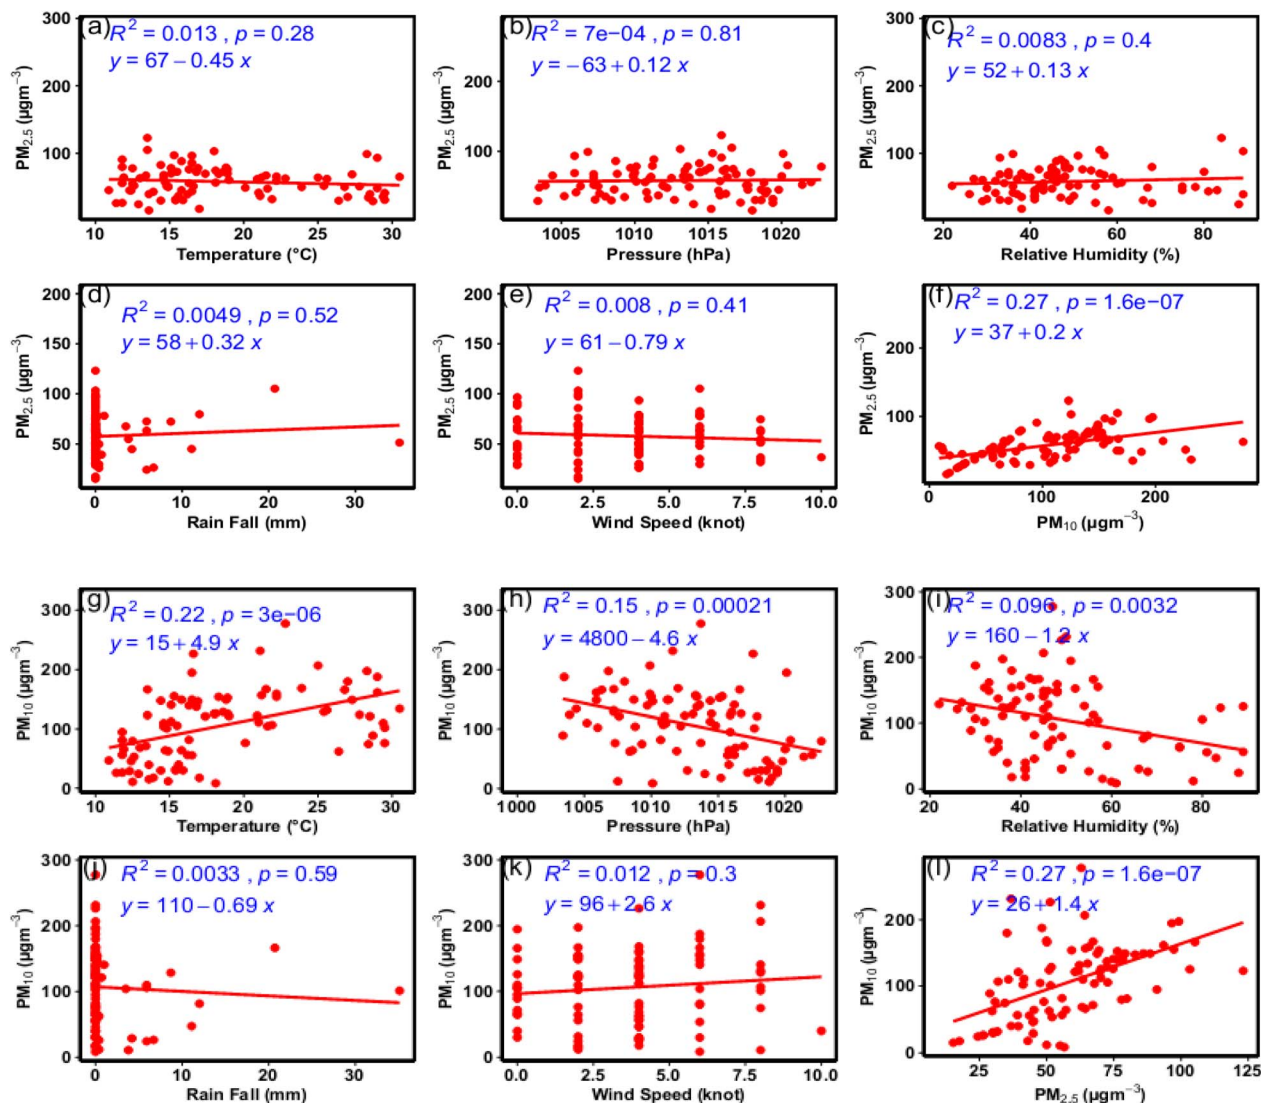 (a)
R² = 0.013 , p = 0.28
y = 67 − 0.45 x
PM2.5 (µgm−3)
300
200
100
10 15 20 25 30
Temperature (°C)
(b)
R² = 7e−04 , p = 0.81
y = −63 + 0.12 x
PM2.5 (µgm−3)
200
100
0
1005 1010 1015 1020
Pressure (hPa)
(c)
R² = 0.0083 , p = 0.4
y = 52 + 0.13 x
PM2.5 (µgm−3)
300
200
100
0
20 40 60 80
Relative Humidity (%)
(d)
R² = 0.0049 , p = 0.52
y = 58 + 0.32 x
PM2.5 (µgm−3)
200
150
100
50
0 10 20 30
Rain Fall (mm)
(e)
R² = 0.008 , p = 0.41
y = 61 − 0.79 x
PM2.5 (µgm−3)
200
150
100
50
0.0 2.5 5.0 7.5 10.0
Wind Speed (knot)
(f)
R² = 0.27 , p = 1.6e−07
y = 37 + 0.2 x
PM2.5 (µgm−3)
200
100
0
0 100 200
PM10 (µgm−3)
(g)
R² = 0.22 , p = 3e−06
y = 15 + 4.9 x
PM10 (µgm−3)
300
200
100
0
10 15 20 25 30
Temperature (°C)
(h)
R² = 0.15 , p = 0.00021
y = 4800 − 4.6 x
PM10 (µgm−3)
300
200
100
0
1000 1005 1010 1015 1020
Pressure (hPa)
(i)
R² = 0.096 , p = 0.0032
y = 160 − 1.2 x
PM10 (µgm−3)
300
200
100
0
20 40 60 80
Relative Humidity (%)
(j)
R² = 0.0033 , p = 0.59
y = 110 − 0.69 x
PM10 (µgm−3)
300
200
100
0
0 10 20 30
Rain Fall (mm)
(k)
R² = 0.012 , p = 0.3
y = 96 + 2.6 x
PM10 (µgm−3)
300
200
100
0
0.0 2.5 5.0 7.5 10.0
Wind Speed (knot)
(l)
R² = 0.27 , p = 1.6e−07
y = 26 + 1.4 x
PM10 (µgm−3)
200
100
0
25 50 75 100 125
PM2.5 (µgm−3)